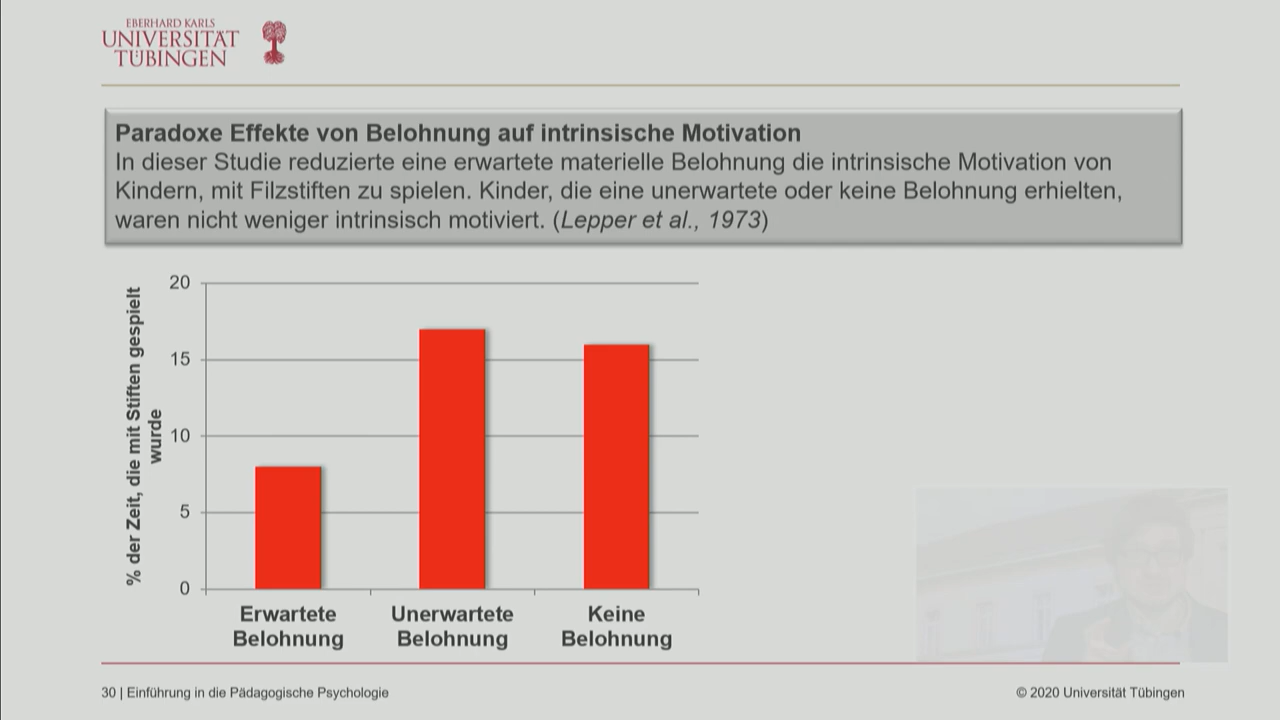 EBERHARD KARLS
UNIVERSITÄT
TÜBINGEN
Paradoxe Effekte von Belohnung auf intrinsische Motivation
In dieser Studie reduzierte eine erwartete materielle Belohnung die intrinsische Motivation von
Kindern, mit Filzstiften zu spielen. Kinder, die eine unerwartete oder keine Belohnung erhielten,
waren nicht weniger intrinsisch motiviert. (Lepper et al., 1973)
% der Zeit, die mit Stiften gespielt
wurde
20
15
10
5
0
Erwartete
Belohnung
Unerwartete
Belohnung
Keine
Belohnung
30 | Einführung in die Pädagogische Psychologie
© 2020 Universität Tübingen